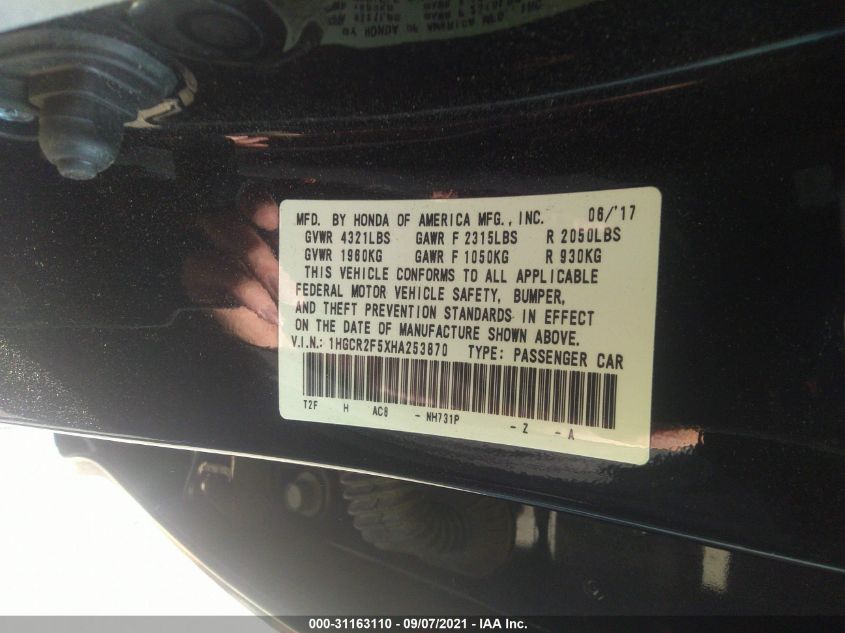 MFD. BY HONDA OF AMERICA MFG., INC. 06/'17
GVWR 4321LBS GAWR F 2315LBS R 2050LBS
GVWR 1960KG GAWR F 1050KG R 930KG
THIS VEHICLE CONFORMS TO ALL APPLICABLE
FEDERAL MOTOR VEHICLE SAFETY, BUMPER,
AND THEFT PREVENTION STANDARDS IN EFFECT
ON THE DATE OF MANUFACTURE SHOWN ABOVE.
V.I.N.: 1HGCR2F5XHA253870 TYPE: PASSENGER CAR
T2F H AC8 - NH731P - Z - A
000-31163110 - 09/07/2021 - IAA Inc.